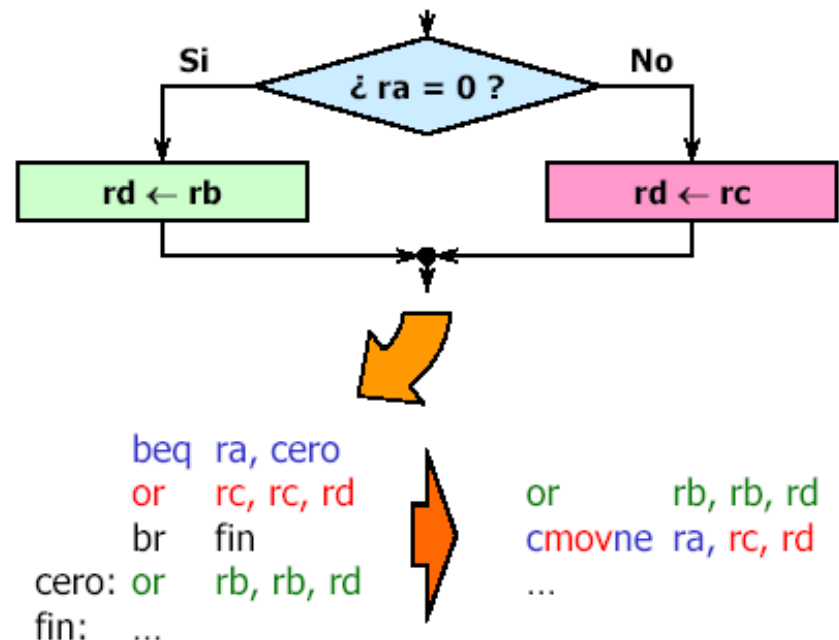 Si
¿ ra = 0 ?
No
rd ← rb
rd ← rc
beq ra, cero
or rc, rc, rd
br fin
cero: or rb, rb, rd
fin: ...
or rb, rb, rd
cmovne ra, rc, rd
...